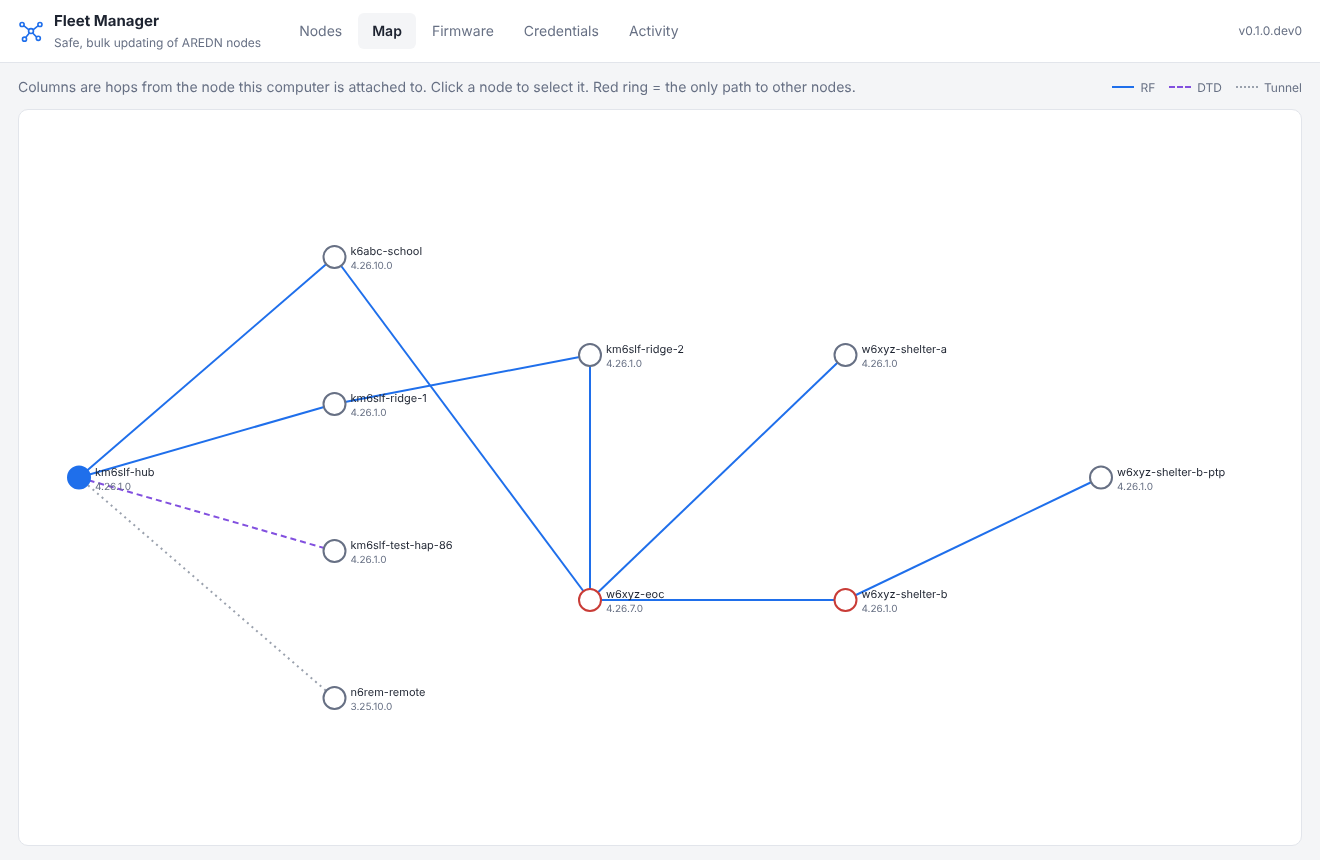 Fleet Manager
Safe, bulk updating of AREDN nodes
Nodes
Map
Firmware
Credentials
Activity
v0.1.0.dev0
Columns are hops from the node this computer is attached to. Click a node to select it. Red ring = the only path to other nodes.
RF
DTD
Tunnel
k6abc-school
4.26.10.0
km6slf-ridge-2
4.26.1.0
w6xyz-shelter-a
4.26.1.0
km6slf-ridge-1
4.26.1.0
km6slf-hub
4.26.1.0
w6xyz-shelter-b-ptp
4.26.1.0
km6slf-test-hap-86
4.26.1.0
w6xyz-eoc
4.26.7.0
w6xyz-shelter-b
4.26.1.0
n6rem-remote
3.25.10.0